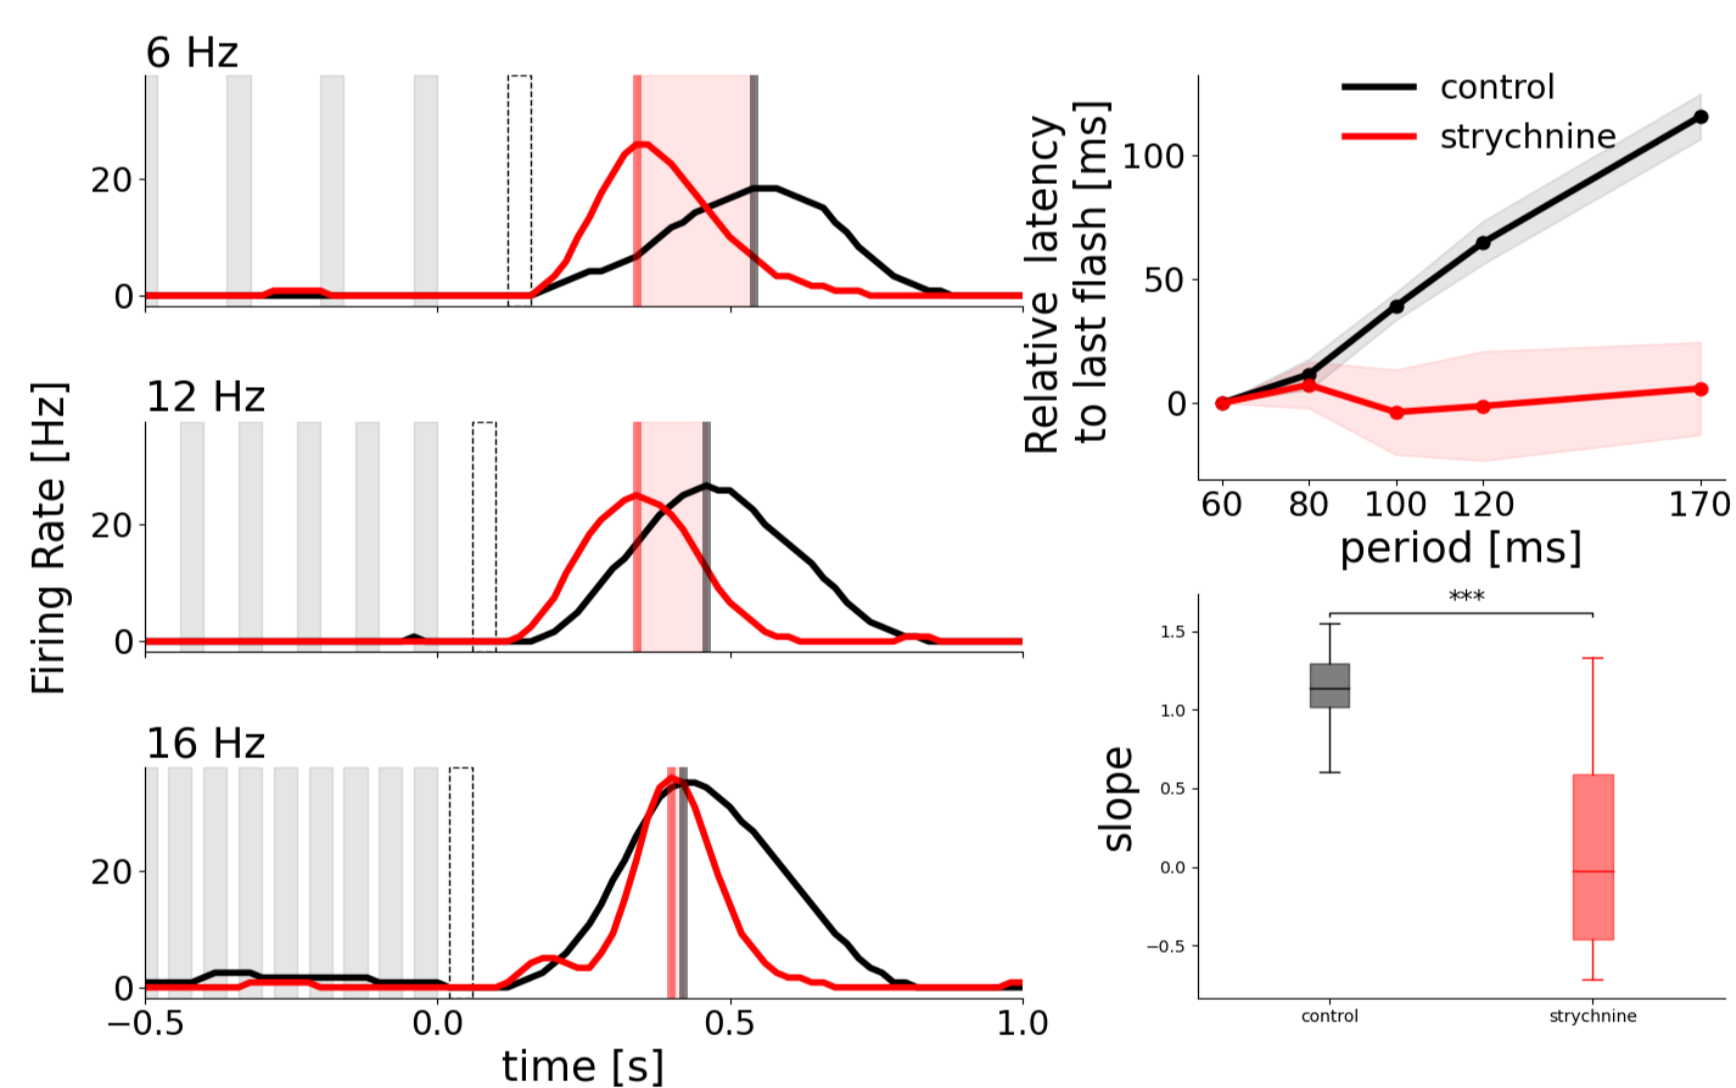 6 Hz
20
0
12 Hz
20
0
16 Hz
20
0
−0.5
0.0
0.5
1.0
time [s]
Firing Rate [Hz]
control
strychnine
100
50
0
60
80
100
120
170
period [ms]
Relative latency
to last flash [ms]
***
1.5
1.0
0.5
0.0
−0.5
slope
control
strychnine